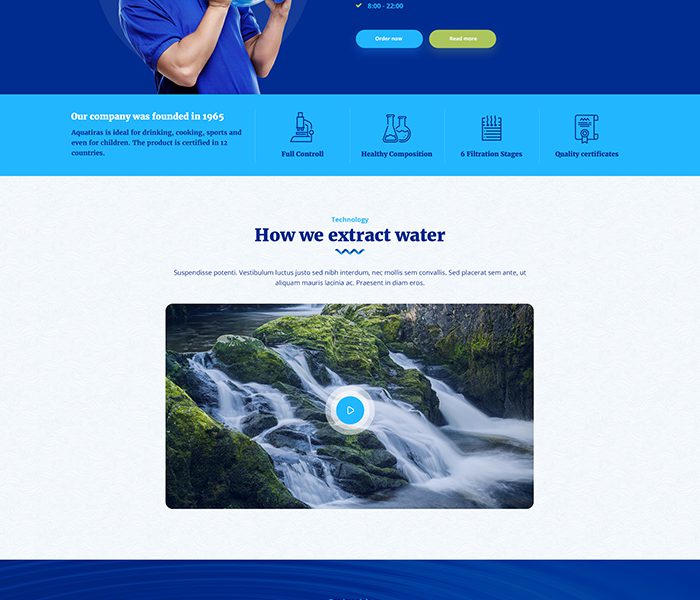 8:00 - 22:00
Order now
Read more
Our company was founded in 1965
Aquatiras is ideal for drinking, cooking, sports and
even for children. The product is certified in 12
countries.
Full Controll
Healthy Composition
6 Filtration Stages
Quality certificates
Technology
How we extract water
Suspendisse potenti. Vestibulum luctus justo sed nibh interdum, nec mollis sem convallis. Sed placerat sem ante, ut
aliquam mauris lacinia ac. Praesent in diam eros.